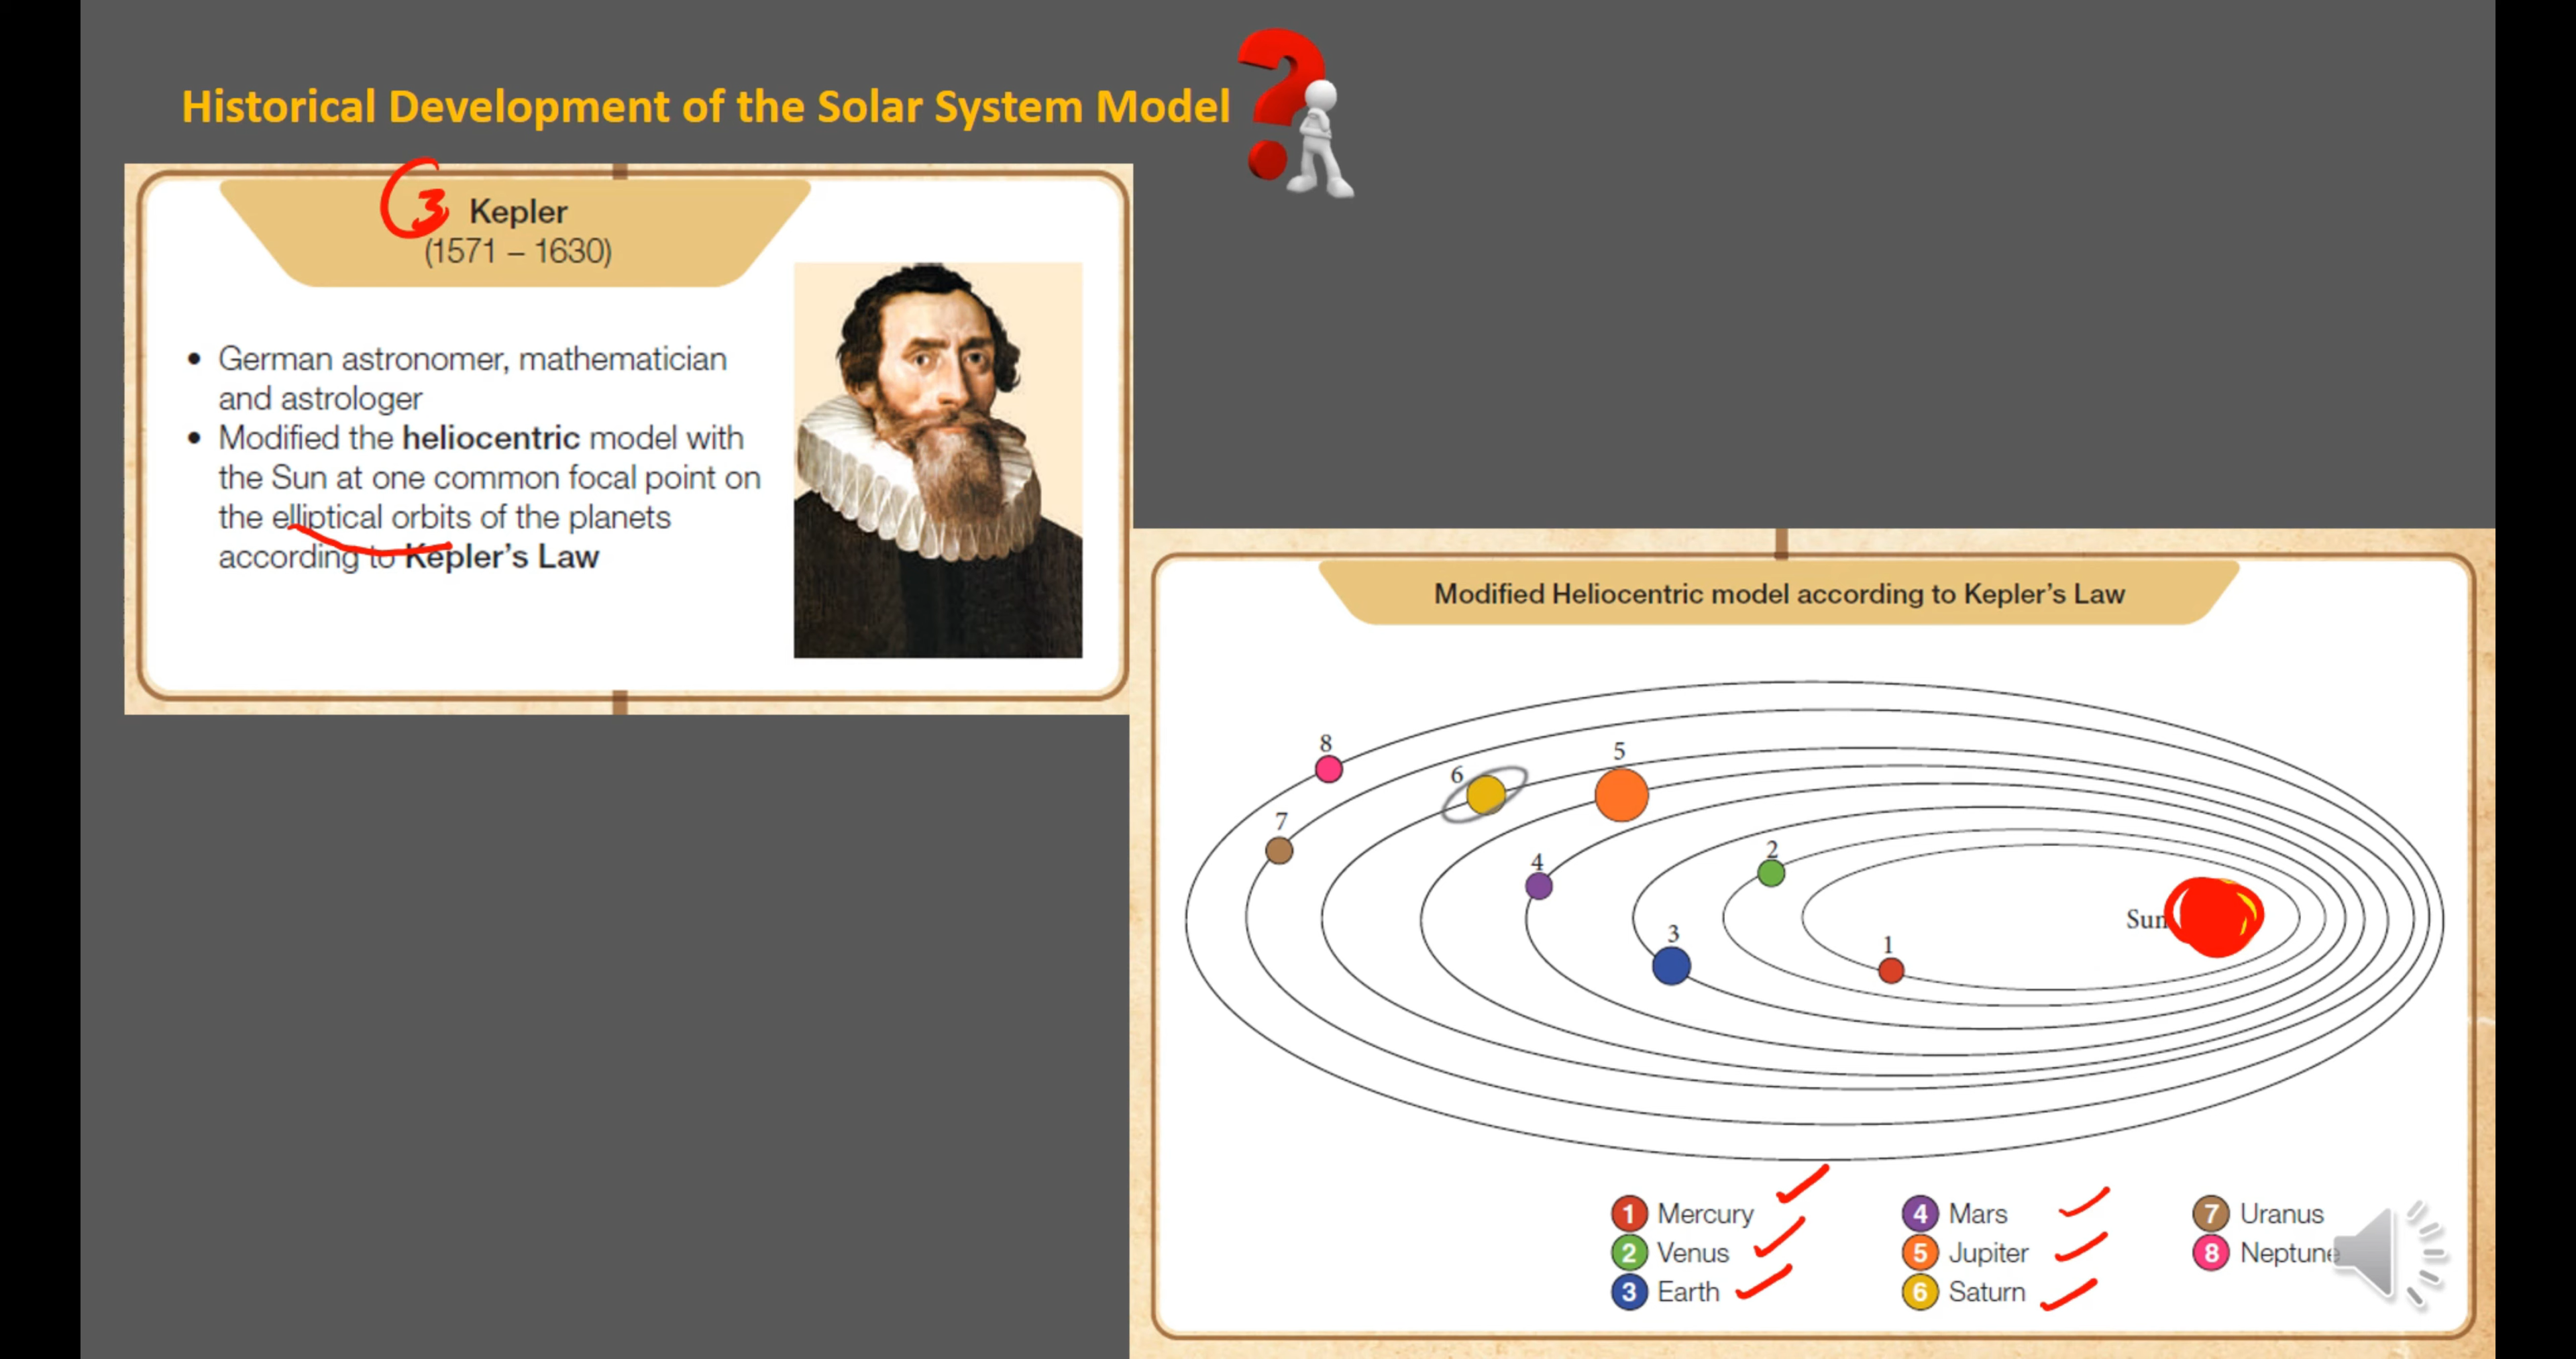 Historical Development of the Solar System Model
3 Kepler
(1571 – 1630)
• German astronomer, mathematician
and astrologer
• Modified the heliocentric model with
the Sun at one common focal point on
the elliptical orbits of the planets
according to Kepler's Law
Modified Heliocentric model according to Kepler's Law
8
5
6
7
2
4
Sun
3
1
1 Mercury
2 Venus
3 Earth
4 Mars
5 Jupiter
6 Saturn
7 Uranus
8 Neptune